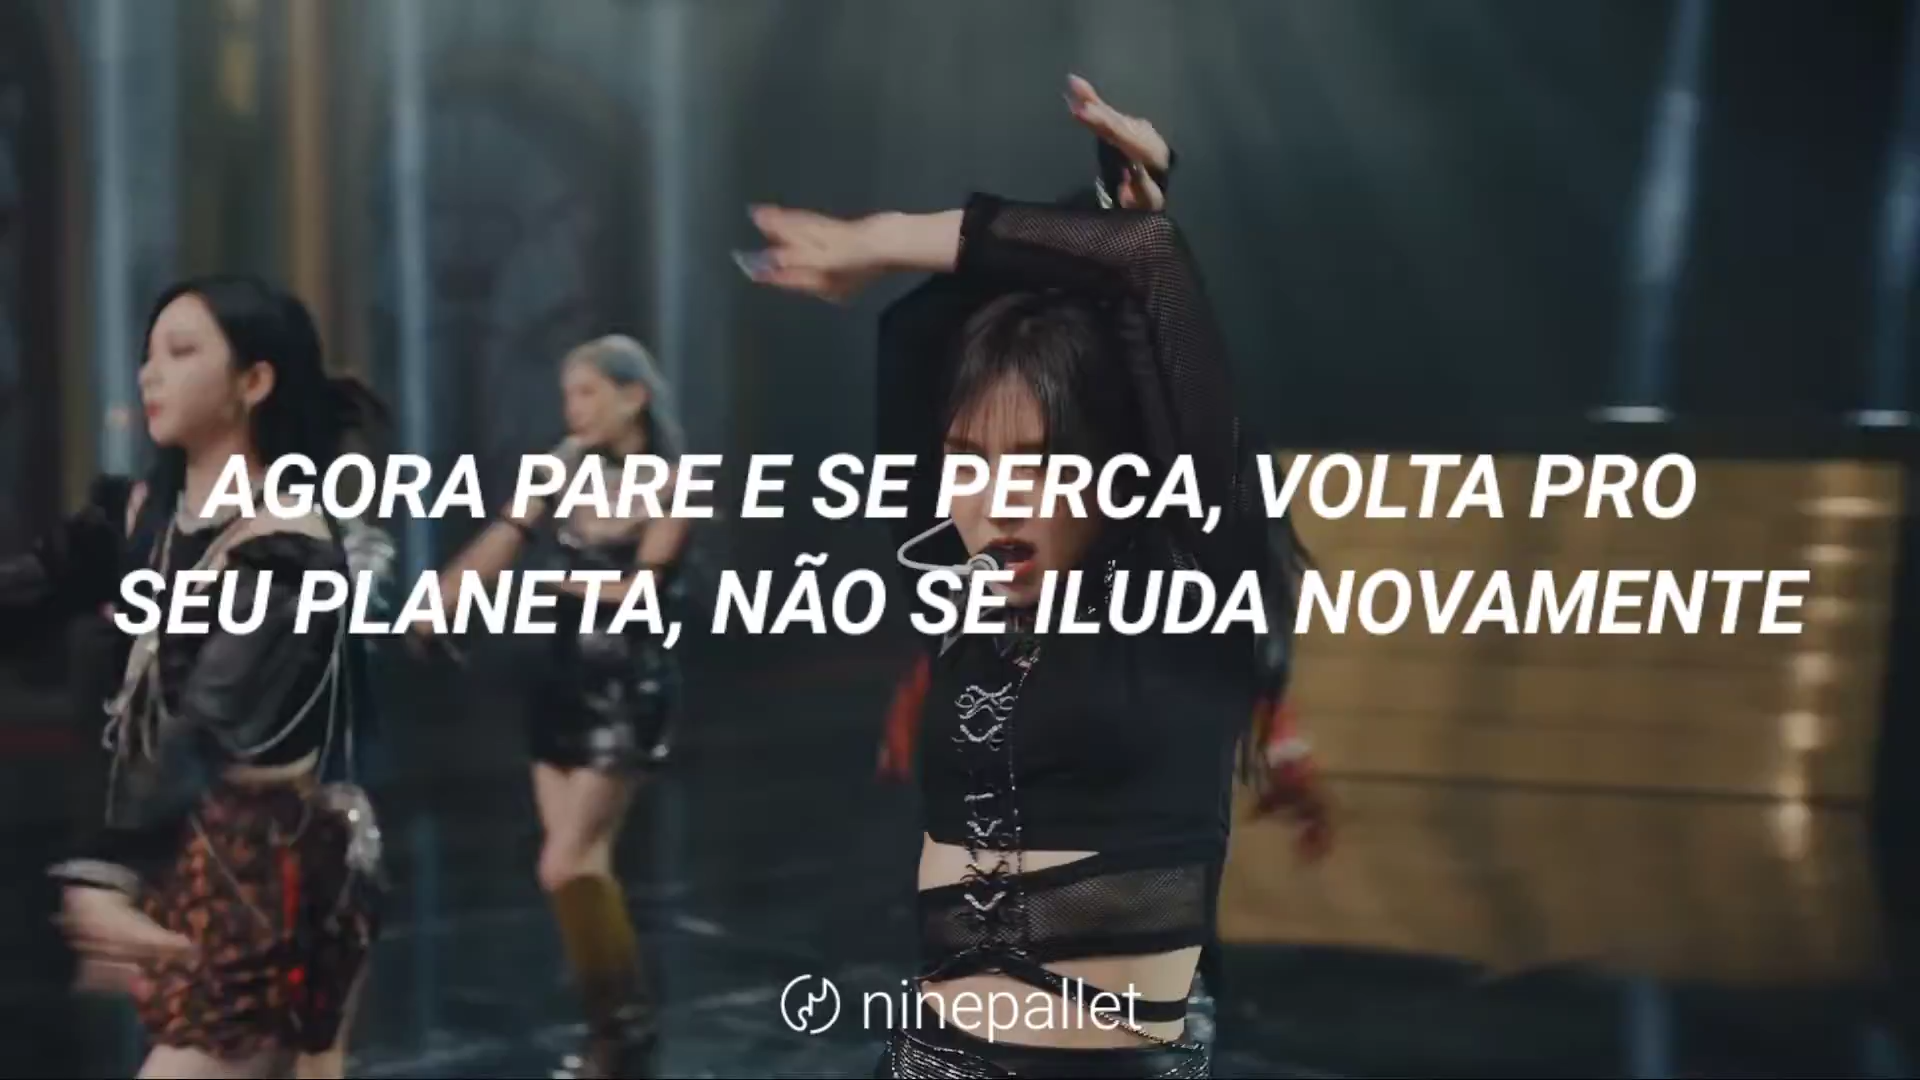 AGORA PARE E SE PERCA, VOLTA PRO
SEU PLANETA, NÃO SE ILUDA NOVAMENTE
ninepallet